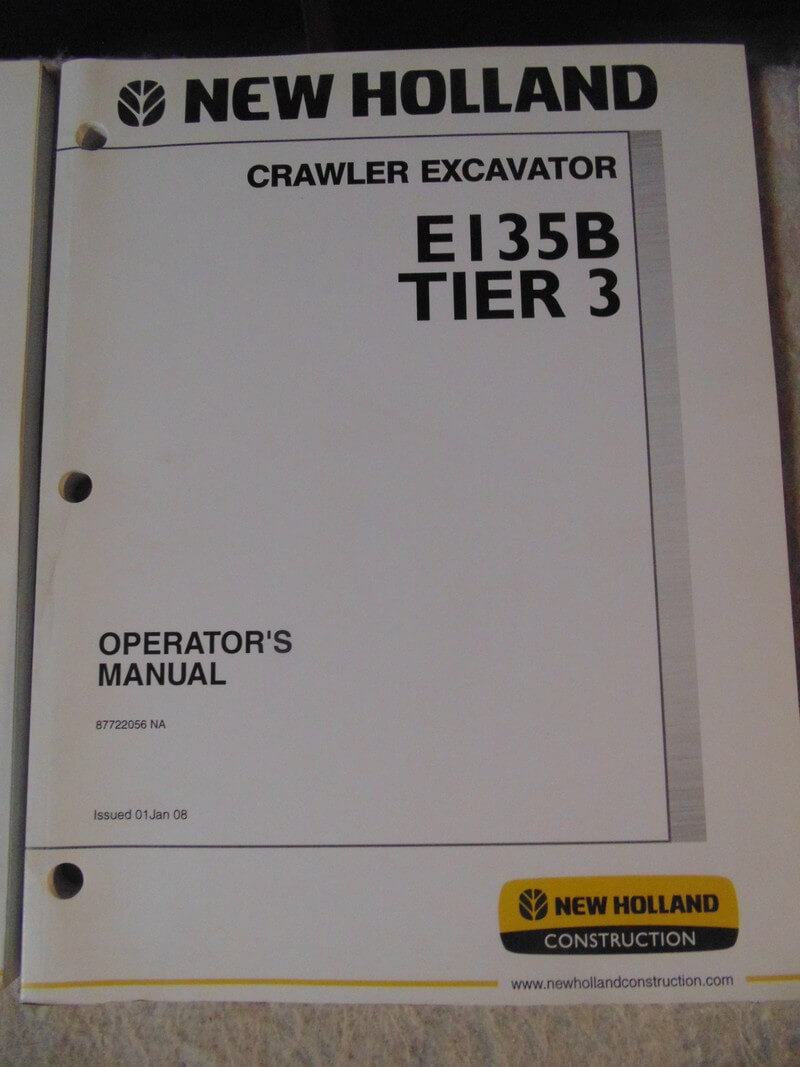 NEW HOLLAND
CRAWLER EXCAVATOR
E135B
TIER 3
OPERATOR'S
MANUAL
87722056 NA
Issued 01Jan 08
NEW HOLLAND
CONSTRUCTION
www.newhollandconstruction.com